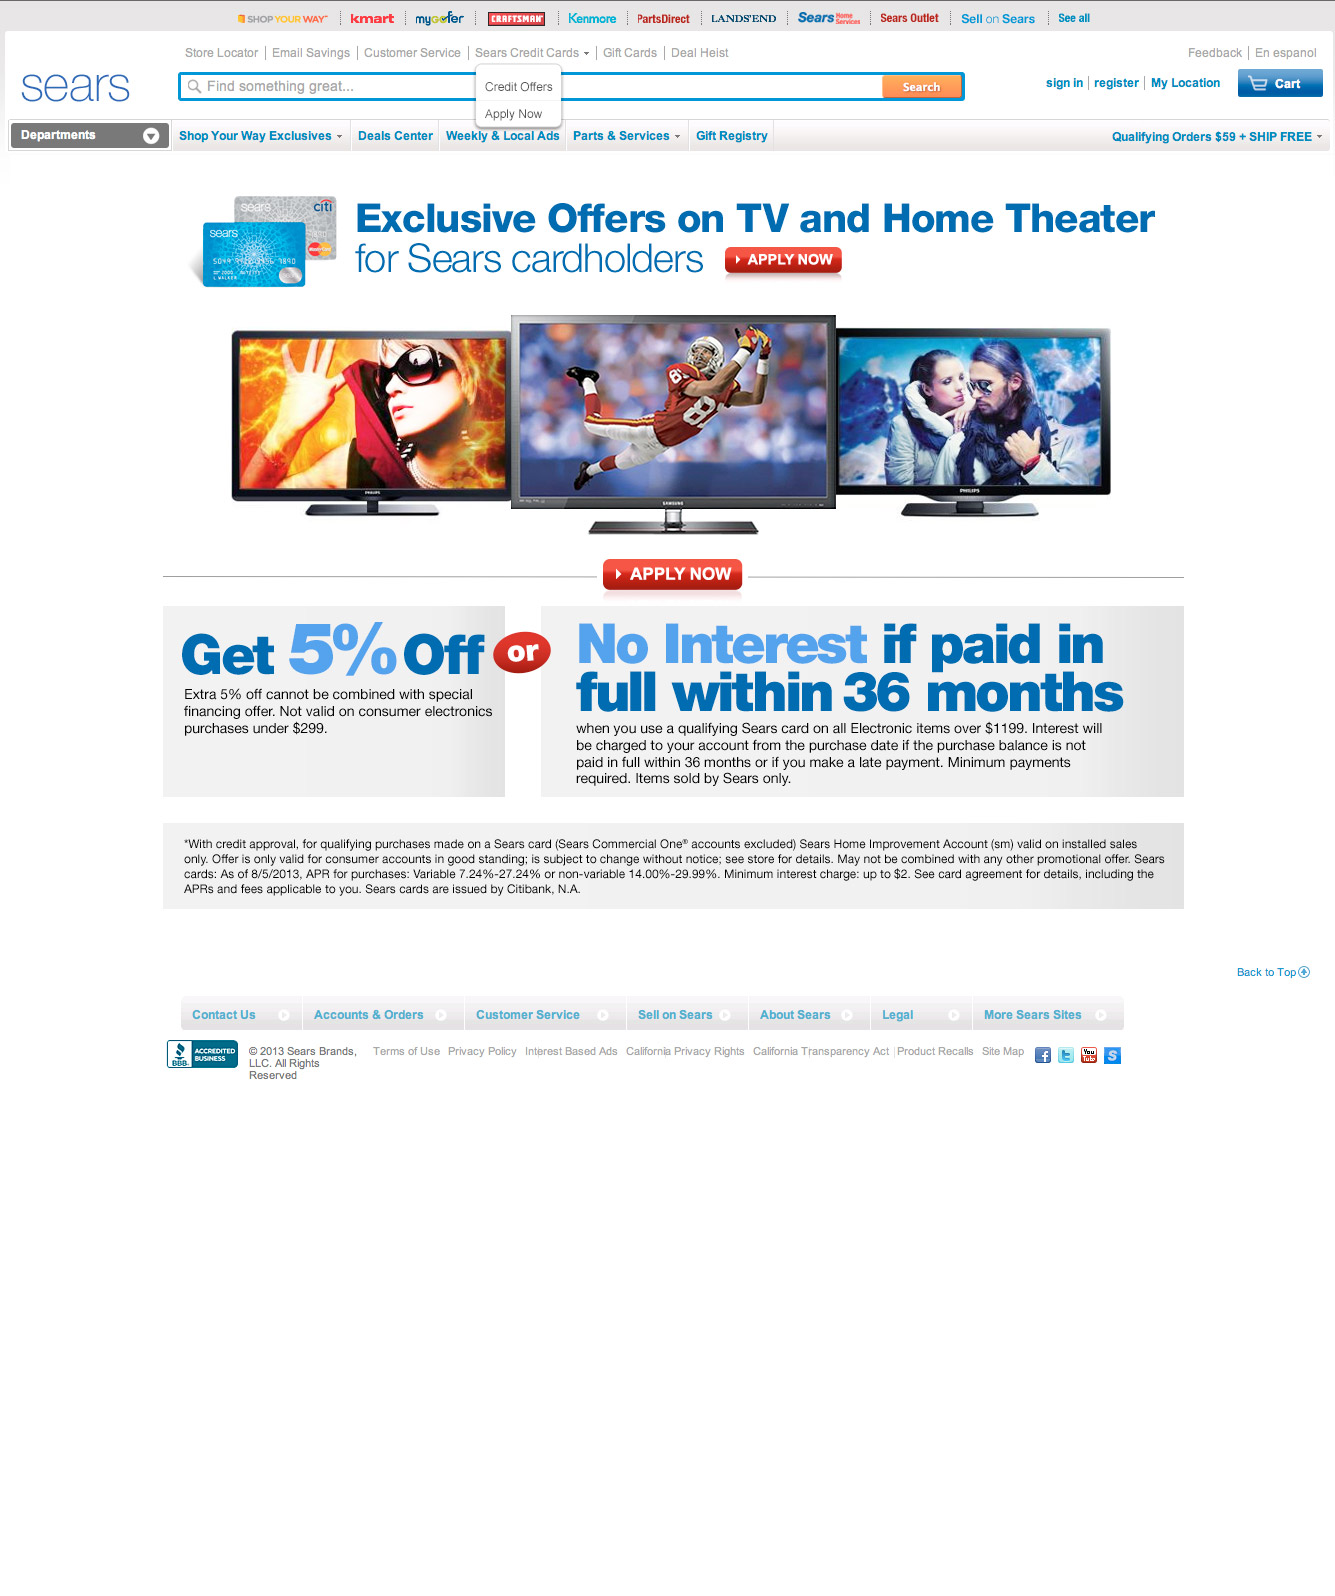 SHOP YOUR WAY kmart mygofer CRAFTSMAN Kenmore PartsDirect LANDS'END Sears Home Services Sears Outlet Sell on Sears See all
Store Locator Email Savings Customer Service Sears Credit Cards Gift Cards Deal Heist Feedback En espanol
sears
Find something great... Search
Credit Offers
Apply Now
sign in register My Location Cart
Departments Shop Your Way Exclusives Deals Center Weekly & Local Ads Parts & Services Gift Registry Qualifying Orders $59 + SHIP FREE
sears citi
sears
MasterCard
L WALKER
Exclusive Offers on TV and Home Theater
for Sears cardholders APPLY NOW
PHILIPS SAMSUNG PHILIPS
APPLY NOW
Get 5% Off
Extra 5% off cannot be combined with special
financing offer. Not valid on consumer electronics
purchases under $299.
or
No Interest if paid in
full within 36 months
when you use a qualifying Sears card on all Electronic items over $1199. Interest will
be charged to your account from the purchase date if the purchase balance is not
paid in full within 36 months or if you make a late payment. Minimum payments
required. Items sold by Sears only.
*With credit approval, for qualifying purchases made on a Sears card (Sears Commercial One® accounts excluded) Sears Home Improvement Account (sm) valid on installed sales
only. Offer is only valid for consumer accounts in good standing; is subject to change without notice; see store for details. May not be combined with any other promotional offer. Sears
cards: As of 8/5/2013, APR for purchases: Variable 7.24%-27.24% or non-variable 14.00%-29.99%. Minimum interest charge: up to $2. See card agreement for details, including the
APRs and fees applicable to you. Sears cards are issued by Citibank, N.A.
Back to Top
Contact Us Accounts & Orders Customer Service Sell on Sears About Sears Legal More Sears Sites
BBB. ACCREDITED BUSINESS
© 2013 Sears Brands,
LLC. All Rights
Reserved
Terms of Use Privacy Policy Interest Based Ads California Privacy Rights California Transparency Act Product Recalls Site Map
f t You Tube S